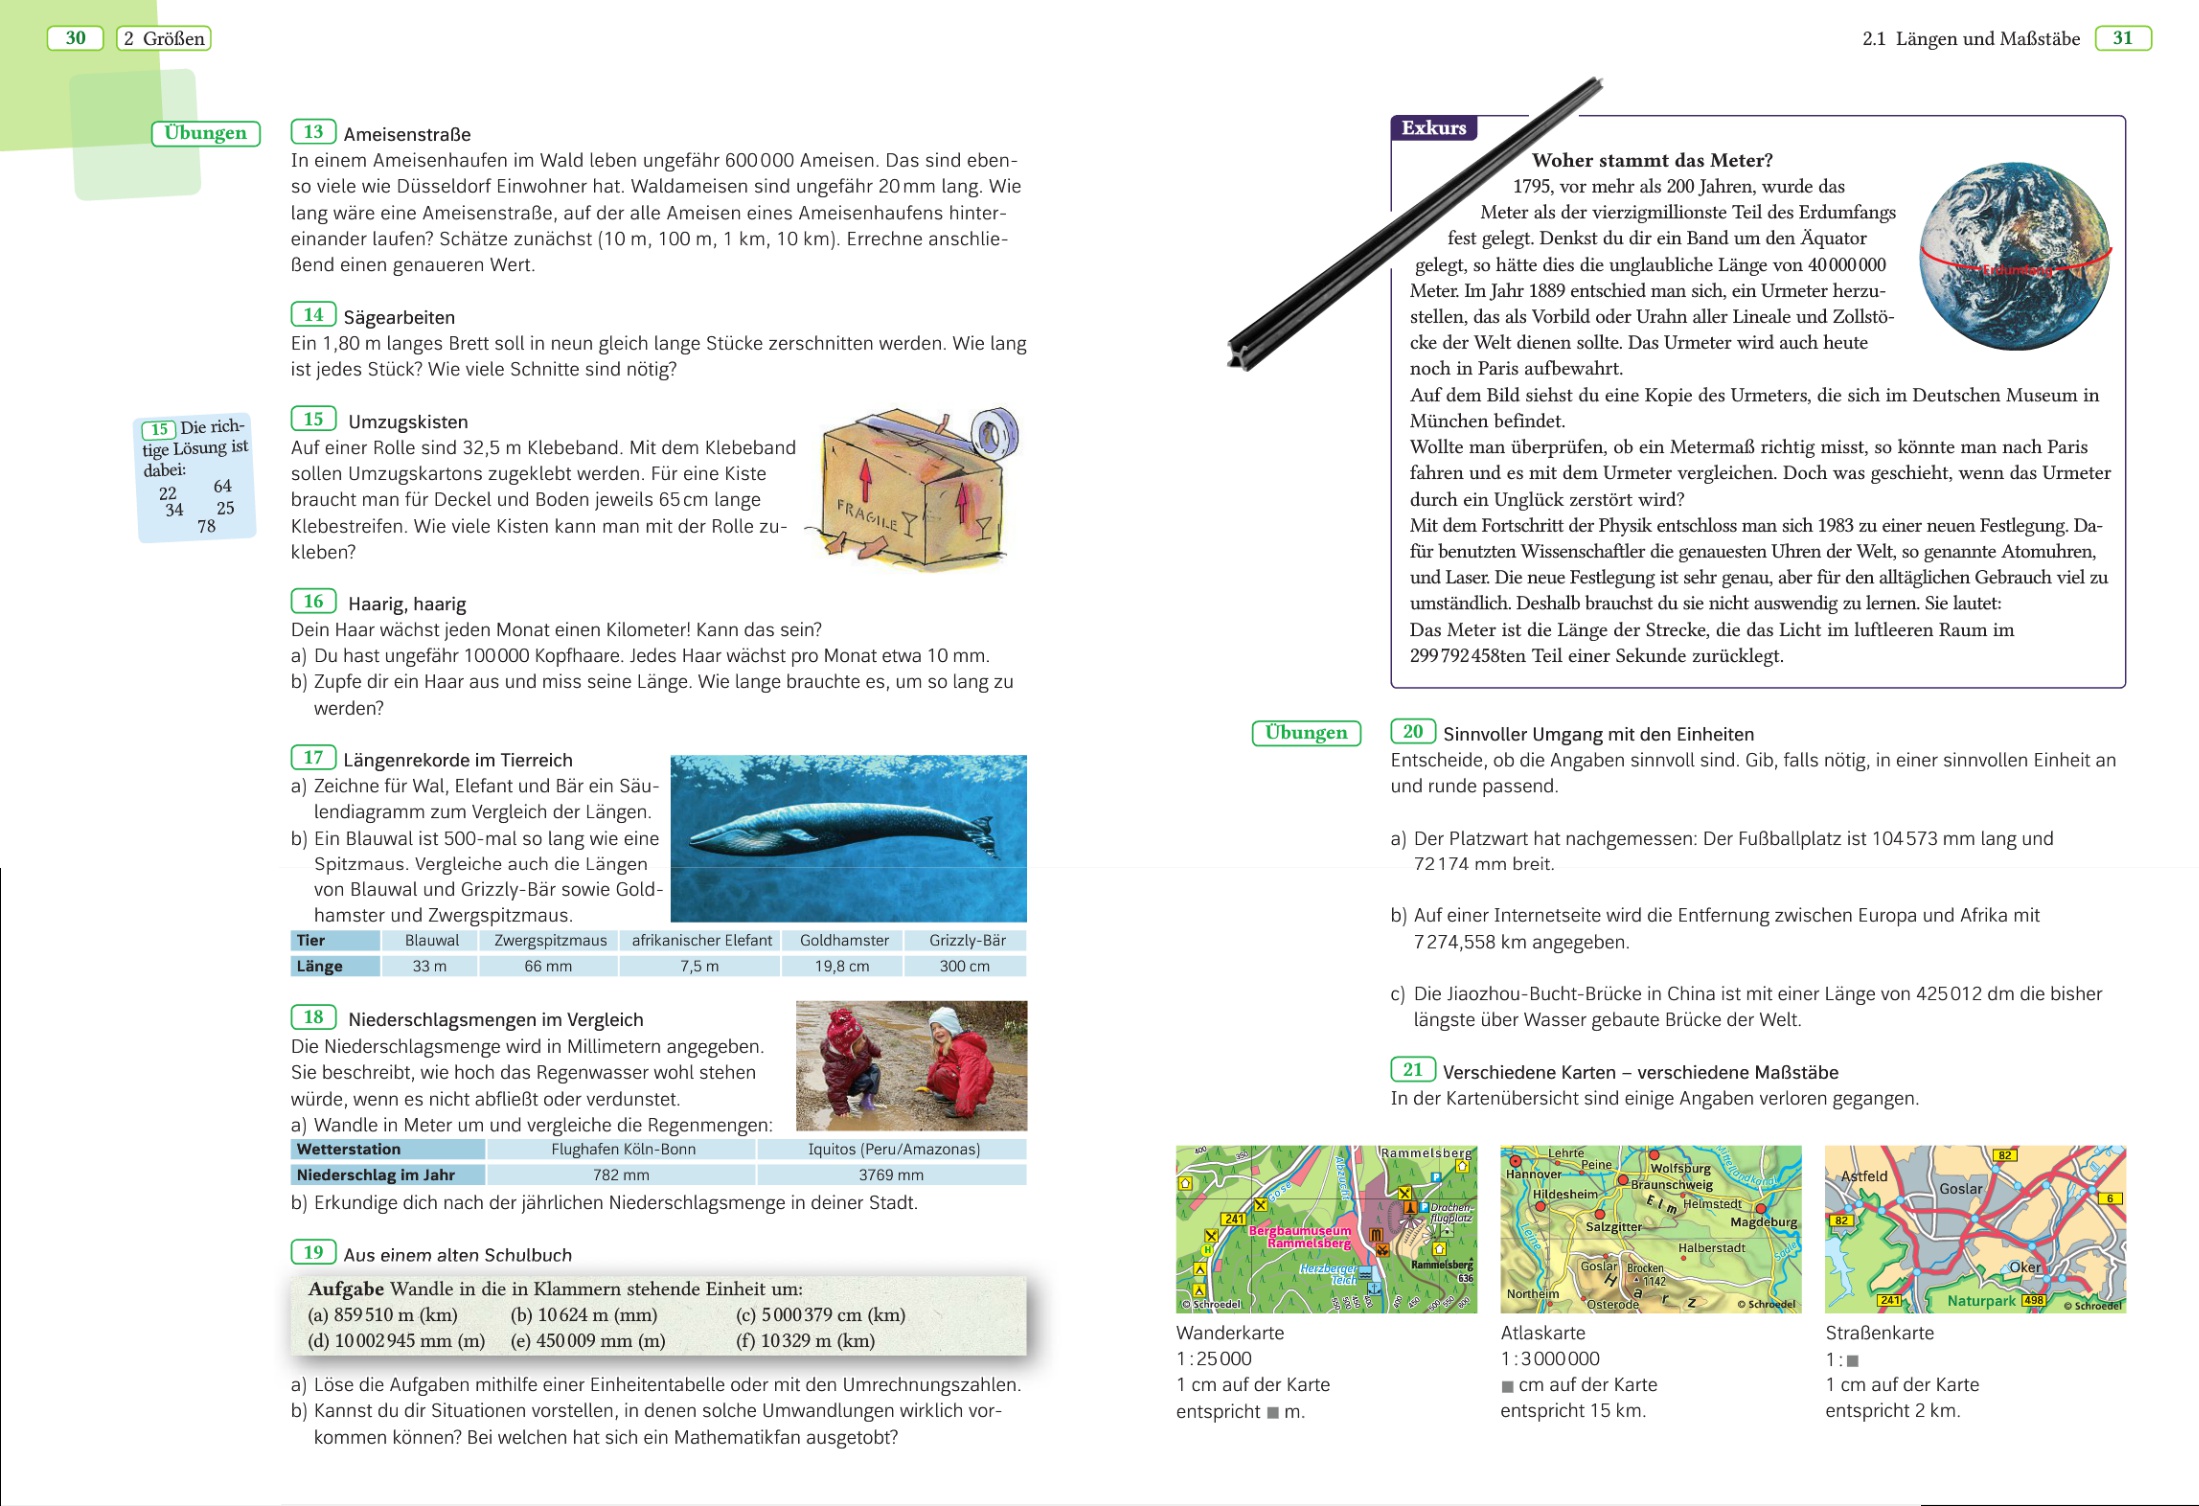 30
2 Größen
Übungen
13 Ameisenstraße
In einem Ameisenhaufen im Wald leben ungefähr 600 000 Ameisen. Das sind eben-
so viele wie Düsseldorf Einwohner hat. Waldameisen sind ungefähr 20 mm lang. Wie
lang wäre eine Ameisenstraße, auf der alle Ameisen eines Ameisenhaufens hinter-
einander laufen? Schätze zunächst (10 m, 100 m, 1 km, 10 km). Errechne anschlie-
ßend einen genaueren Wert.
14 Sägearbeiten
Ein 1,80 m langes Brett soll in neun gleich lange Stücke zerschnitten werden. Wie lang
ist jedes Stück? Wie viele Schnitte sind nötig?
15 Die rich-
tige Lösung ist
dabei:
22 64
34 25
78
15 Umzugskisten
Auf einer Rolle sind 32,5 m Klebeband. Mit dem Klebeband
sollen Umzugskartons zugeklebt werden. Für eine Kiste
braucht man für Deckel und Boden jeweils 65 cm lange
Klebestreifen. Wie viele Kisten kann man mit der Rolle zu-
kleben?
FRAGILE
16 Haarig, haarig
Dein Haar wächst jeden Monat einen Kilometer! Kann das sein?
a) Du hast ungefähr 100 000 Kopfhaare. Jedes Haar wächst pro Monat etwa 10 mm.
b) Zupfe dir ein Haar aus und miss seine Länge. Wie lange brauchte es, um so lang zu
werden?
17 Längenrekorde im Tierreich
a) Zeichne für Wal, Elefant und Bär ein Säu-
lendiagramm zum Vergleich der Längen.
b) Ein Blauwal ist 500-mal so lang wie eine
Spitzmaus. Vergleiche auch die Längen
von Blauwal und Grizzly-Bär sowie Gold-
hamster und Zwergspitzmaus.
Tier Blauwal Zwergspitzmaus afrikanischer Elefant Goldhamster Grizzly-Bär
Länge 33 m 66 mm 7,5 m 19,8 cm 300 cm
18 Niederschlagsmengen im Vergleich
Die Niederschlagsmenge wird in Millimetern angegeben.
Sie beschreibt, wie hoch das Regenwasser wohl stehen
würde, wenn es nicht abfließt oder verdunstet.
a) Wandle in Meter um und vergleiche die Regenmengen:
Wetterstation Flughafen Köln-Bonn Iquitos (Peru/Amazonas)
Niederschlag im Jahr 782 mm 3769 mm
b) Erkundige dich nach der jährlichen Niederschlagsmenge in deiner Stadt.
19 Aus einem alten Schulbuch
Aufgabe Wandle in die in Klammern stehende Einheit um:
(a) 859 510 m (km) (b) 10 624 m (mm) (c) 5 000 379 cm (km)
(d) 10 002 945 mm (m) (e) 450 009 mm (m) (f) 10 329 m (km)
a) Löse die Aufgaben mithilfe einer Einheitentabelle oder mit den Umrechnungszahlen.
b) Kannst du dir Situationen vorstellen, in denen solche Umwandlungen wirklich vor-
kommen können? Bei welchen hat sich ein Mathematikfan ausgetobt?
2.1 Längen und Maßstäbe
31
Exkurs
Woher stammt das Meter?
1795, vor mehr als 200 Jahren, wurde das
Meter als der vierzigmillionste Teil des Erdumfangs
fest gelegt. Denkst du dir ein Band um den Äquator
gelegt, so hätte dies die unglaubliche Länge von 40 000 000
Meter. Im Jahr 1889 entschied man sich, ein Urmeter herzu-
stellen, das als Vorbild oder Urahn aller Lineale und Zollstö-
cke der Welt dienen sollte. Das Urmeter wird auch heute
noch in Paris aufbewahrt.
Erdumfang
Auf dem Bild siehst du eine Kopie des Urmeters, die sich im Deutschen Museum in
München befindet.
Wollte man überprüfen, ob ein Metermaß richtig misst, so könnte man nach Paris
fahren und es mit dem Urmeter vergleichen. Doch was geschieht, wenn das Urmeter
durch ein Unglück zerstört wird?
Mit dem Fortschritt der Physik entschloss man sich 1983 zu einer neuen Festlegung. Da-
für benutzten Wissenschaftler die genauesten Uhren der Welt, so genannte Atomuhren,
und Laser. Die neue Festlegung ist sehr genau, aber für den alltäglichen Gebrauch viel zu
umständlich. Deshalb brauchst du sie nicht auswendig zu lernen. Sie lautet:
Das Meter ist die Länge der Strecke, die das Licht im luftleeren Raum im
299 792 458ten Teil einer Sekunde zurücklegt.
Übungen
20 Sinnvoller Umgang mit den Einheiten
Entscheide, ob die Angaben sinnvoll sind. Gib, falls nötig, in einer sinnvollen Einheit an
und runde passend.
a) Der Platzwart hat nachgemessen: Der Fußballplatz ist 104 573 mm lang und
72 174 mm breit.
b) Auf einer Internetseite wird die Entfernung zwischen Europa und Afrika mit
7 274,558 km angegeben.
c) Die Jiaozhou-Bucht-Brücke in China ist mit einer Länge von 425 012 dm die bisher
längste über Wasser gebaute Brücke der Welt.
21 Verschiedene Karten – verschiedene Maßstäbe
In der Kartenübersicht sind einige Angaben verloren gegangen.
400
350
Rammelsberg
Gose
Abzucht
241
Drachen-
flugplatz
Bergbaumuseum
Rammelsberg
H
Herzberger
Teich
Rammelsberg
636
© Schroedel
Wanderkarte
1 : 25 000
1 cm auf der Karte
entspricht ■ m.
Lehrte
Peine
Wolfsburg
Mittellandkanal
Hannover
Braunschweig
Hildesheim
Elm
Helmstedt
Salzgitter
Magdeburg
Leine
Halberstadt
Saale
Goslar
Brocken
1142
Harz
Northeim
Osterode
© Schroedel
Atlaskarte
1 : 3 000 000
■ cm auf der Karte
entspricht 15 km.
82
Astfeld
Goslar
6
82
Oker
241
Naturpark
498
© Schroedel
Straßenkarte
1 : ■
1 cm auf der Karte
entspricht 2 km.